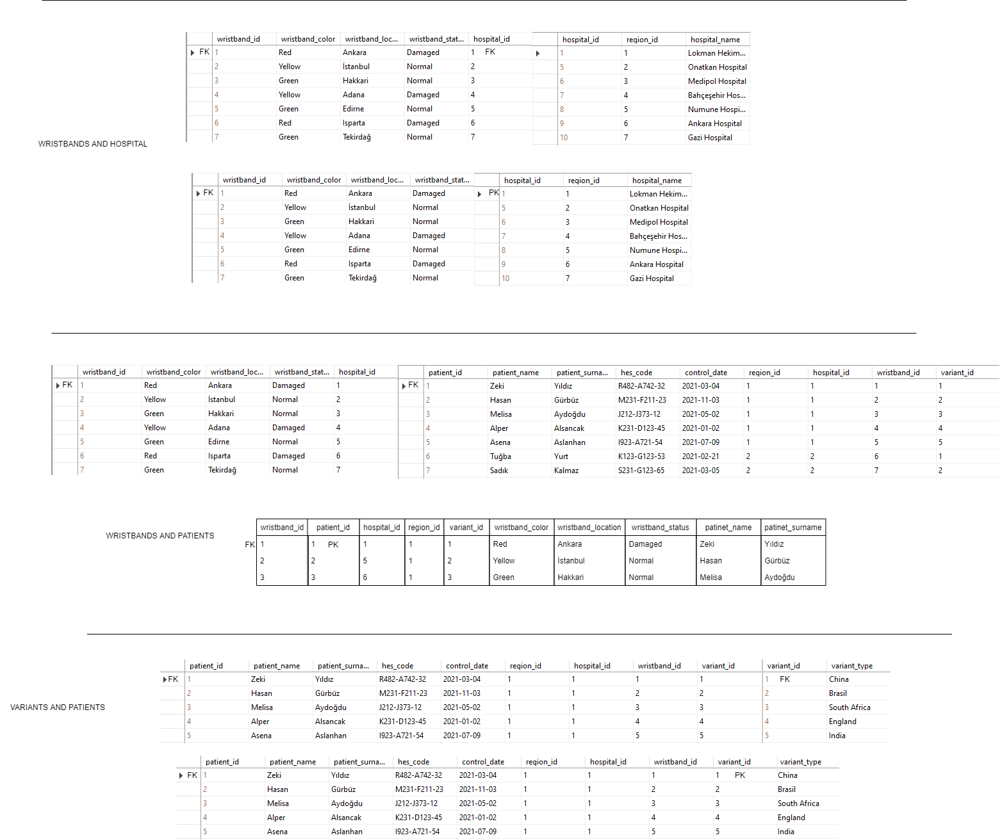 wristband_id wristband_color wristband_loc... wristband_stat... hospital_id hospital_id region_id hospital_name
FK 1 Red Ankara Damaged 1 FK 1 1 Lokman Hekim...
2 Yellow İstanbul Normal 2 5 2 Onatkan Hospital
3 Green Hakkari Normal 3 6 3 Medipol Hospital
4 Yellow Adana Damaged 4 7 4 Bahçeşehir Hos...
5 Green Edirne Normal 5 8 5 Numune Hospi...
6 Red Isparta Damaged 6 9 6 Ankara Hospital
7 Green Tekirdağ Normal 7 10 7 Gazi Hospital
WRISTBANDS AND HOSPITAL
wristband_id wristband_color wristband_loc... wristband_stat... hospital_id region_id hospital_name
FK 1 Red Ankara Damaged PK 1 1 Lokman Hekim...
2 Yellow İstanbul Normal 5 2 Onatkan Hospital
3 Green Hakkari Normal 6 3 Medipol Hospital
4 Yellow Adana Damaged 7 4 Bahçeşehir Hos...
5 Green Edirne Normal 8 5 Numune Hospi...
6 Red Isparta Damaged 9 6 Ankara Hospital
7 Green Tekirdağ Normal 10 7 Gazi Hospital
wristband_id wristband_color wristband_loc... wristband_stat... hospital_id patient_id patient_name patient_surna... hes_code control_date region_id hospital_id wristband_id variant_id
FK 1 Red Ankara Damaged 1 FK 1 Zeki Yıldız R482-A742-32 2021-03-04 1 1 1 1
2 Yellow İstanbul Normal 2 2 Hasan Gürbüz M231-F211-23 2021-11-03 1 1 2 2
3 Green Hakkari Normal 3 3 Melisa Aydoğdu J212-J373-12 2021-05-02 1 1 3 3
4 Yellow Adana Damaged 4 4 Alper Alsancak K231-D123-45 2021-01-02 1 1 4 4
5 Green Edirne Normal 5 5 Asena Aslanhan I923-A721-54 2021-07-09 1 1 5 5
6 Red Isparta Damaged 6 6 Tuğba Yurt K123-G123-53 2021-02-21 2 2 6 1
7 Green Tekirdağ Normal 7 7 Sadık Kalmaz S231-G123-65 2021-03-05 2 2 7 2
WRISTBANDS AND PATIENTS
wristband_id patient_id hospital_id region_id variant_id wristband_color wristband_location wristband_status patinet_name patinet_surname
FK 1 1 PK 1 1 1 Red Ankara Damaged Zeki Yıldız
2 2 5 1 2 Yellow İstanbul Normal Hasan Gürbüz
3 3 6 1 3 Green Hakkari Normal Melisa Aydoğdu
patient_id patient_name patient_surna... hes_code control_date region_id hospital_id wristband_id variant_id variant_id variant_type
FK 1 Zeki Yıldız R482-A742-32 2021-03-04 1 1 1 1 1 FK China
2 Hasan Gürbüz M231-F211-23 2021-11-03 1 1 2 2 2 Brasil
3 Melisa Aydoğdu J212-J373-12 2021-05-02 1 1 3 3 3 South Africa
4 Alper Alsancak K231-D123-45 2021-01-02 1 1 4 4 4 England
5 Asena Aslanhan I923-A721-54 2021-07-09 1 1 5 5 5 India
VARIANTS AND PATIENTS
patient_id patient_name patient_surna... hes_code control_date region_id hospital_id wristband_id variant_id variant_type
FK 1 Zeki Yıldız R482-A742-32 2021-03-04 1 1 1 1 PK China
2 Hasan Gürbüz M231-F211-23 2021-11-03 1 1 2 2 Brasil
3 Melisa Aydoğdu J212-J373-12 2021-05-02 1 1 3 3 South Africa
4 Alper Alsancak K231-D123-45 2021-01-02 1 1 4 4 England
5 Asena Aslanhan I923-A721-54 2021-07-09 1 1 5 5 India